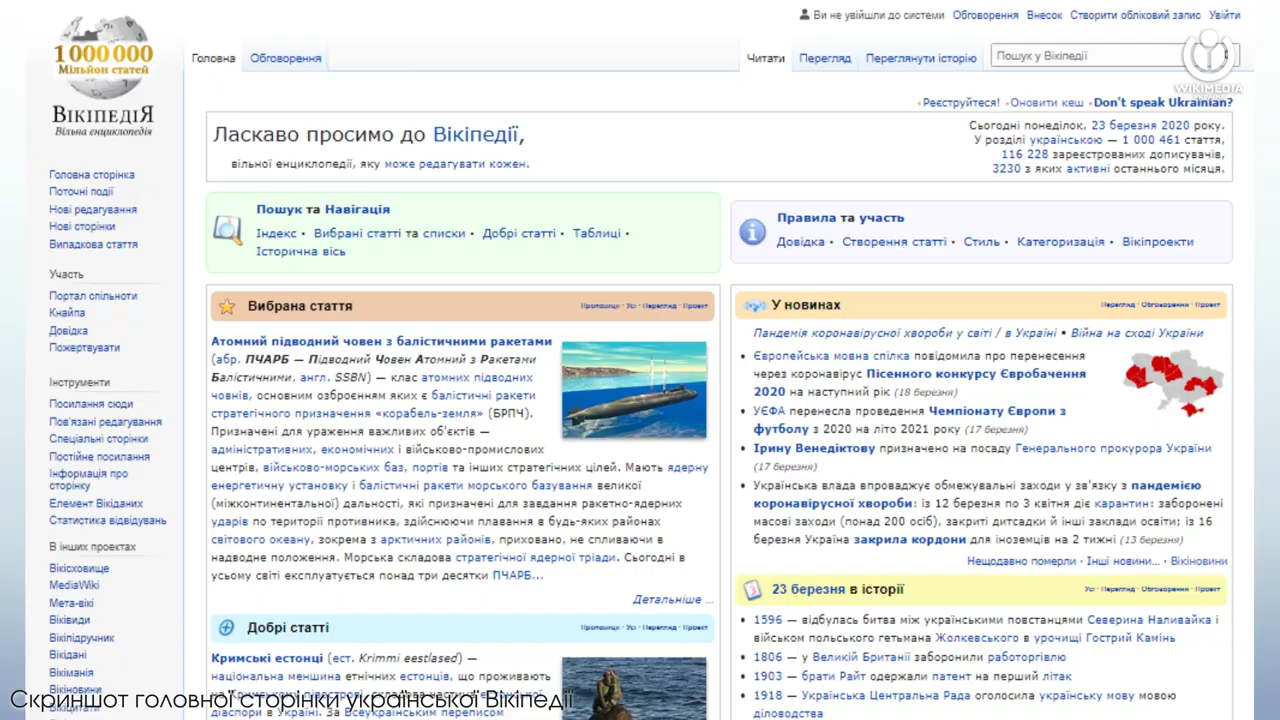 1 000 000
Мільйон статей
ВІКІПЕДІЯ
Вільна енциклопедія
Ви не увійшли до системи Обговорення Внесок Створити обліковий запис Увійти
Головна Обговорення Читати Перегляд Переглянути історію Пошук у Вікіпедії
WIKIMEDIA
Реєструйтеся! Оновити кеш Don't speak Ukrainian?
Ласкаво просимо до Вікіпедії,
вільної енциклопедії, яку може редагувати кожен.
Сьогодні понеділок, 23 березня 2020 року.
У розділі українською — 1 000 461 стаття,
116 228 зареєстрованих дописувачів,
3230 з яких активні останнього місяця.
Головна сторінка
Поточні події
Нові редагування
Нові сторінки
Випадкова стаття
Участь
Портал спільноти
Кнайпа
Довідка
Пожертвувати
Інструменти
Посилання сюди
Пов'язані редагування
Спеціальні сторінки
Постійне посилання
Інформація про
сторінку
Елемент Вікіданих
Статистика відвідувань
В інших проектах
Вікісховище
MediaWiki
Мета-вікі
Віквиди
Вікіпідручник
Вікідані
Вікіманія
Вікіновини
Вікіцитати
Пошук та Навігація
Індекс • Вибрані статті та списки • Добрі статті • Таблиці •
Історична вісь
Правила та участь
Довідка • Створення статті • Стиль • Категоризація • Вікіпроекти
Вибрана стаття
Пропозиція · Усі · Перегляд · Проект
Атомний підводний човен з балістичними ракетами
(абр. ПЧАРБ — Підводний Човен Атомний з Ракетами
Балістичними, англ. SSBN) — клас атомних підводних
човнів, основним озброєнням яких є балістичні ракети
стратегічного призначення «корабель-земля» (БРПЧ).
Призначені для ураження важливих об'єктів —
адміністративних, економічних і військово-промислових
центрів, військово-морських баз, портів та інших стратегічних цілей. Мають ядерну
енергетичну установку і балістичні ракети морського базування великої
(міжконтинентальної) дальності, які призначені для завдання ракетно-ядерних
ударів по території противника, здійснюючи плавання в будь-яких районах
світового океану, зокрема з арктичних районів, приховано, не спливаючи в
надводне положення. Морська складова стратегічної ядерної тріади. Сьогодні в
усьому світі експлуатується понад три десятки ПЧАРБ...
Детальніше ...
Добрі статті
Пропозиція · Усі · Перегляд · Проект
Кримські естонці (ест. Krimmi eestlased) —
національна меншина етнічних естонців, що проживають
діаспори в Україні. За Всеукраїнським переписом
У новинах
Перегляд · Обговорення · Проект
Пандемія коронавірусної хвороби у світі / в Україні • Війна на сході України
• Європейська мовна спілка повідомила про перенесення
через коронавірус Пісенного конкурсу Євробачення
2020 на наступний рік (18 березня)
• УЄФА перенесла проведення Чемпіонату Європи з
футболу з 2020 на літо 2021 року (17 березня)
• Ірину Венедіктову призначено на посаду Генерального прокурора України
(17 березня)
• Українська влада впроваджує обмежувальні заходи у зв'язку з пандемією
коронавірусної хвороби: із 12 березня по 3 квітня діє карантин: заборонені
масові заходи (понад 200 осіб), закриті дитсадки й інші заклади освіти; із 16
березня Україна закрила кордони для іноземців на 2 тижні (13 березня)
Нещодавно померли · Інші новини... · Вікіновини
23 березня в історії
Усі · Перегляд · Обговорення · Проект
• 1596 — відбулась битва між українськими повстанцями Северина Наливайка і
військом польського гетьмана Жолкевського в урочищі Гострий Камінь
• 1806 — у Великій Британії заборонили работоргівлю
• 1903 — брати Райт одержали патент на перший літак
• 1918 — Українська Центральна Рада оголосила українську мову мовою
діловодства
Скріншот головної сторінки української Вікіпедії